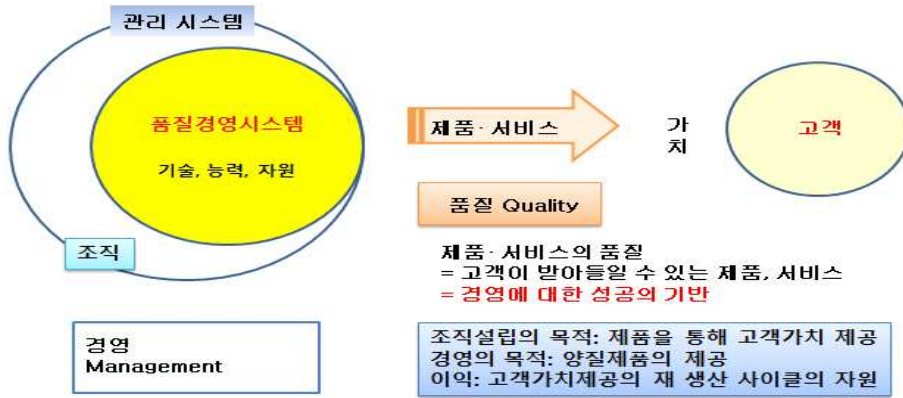 관리 시스템
품질경영시스템
기술, 능력, 자원
조직
제품· 서비스
가
치
고객
품질 Quality
제품· 서비스의 품질
= 고객이 받아들일 수 있는 제품, 서비스
= 경영에 대한 성공의 기반
경영
Management
조직설립의 목적: 제품을 통해 고객가치 제공
경영의 목적: 양질제품의 제공
이익: 고객가치제공의 재 생산 사이클의 자원